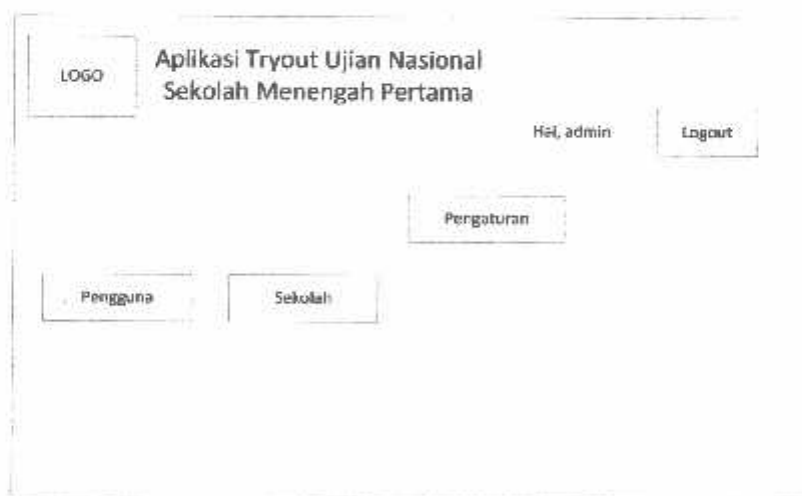 LOGO
Aplikasi Tryout Ujian Nasional
Sekolah Menengah Pertama
Hai, admin
Logout
Pengaturan
Pengguna
Sekolah